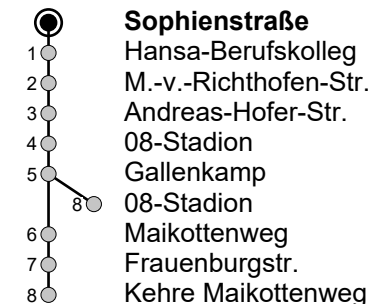 Sophienstraße
1 Hansa-Berufskolleg
2 M.-v.-Richthofen-Str.
3 Andreas-Hofer-Str.
4 08-Stadion
5 Gallenkamp
8 08-Stadion
6 Maikottenweg
7 Frauenburgstr.
8 Kehre Maikottenweg